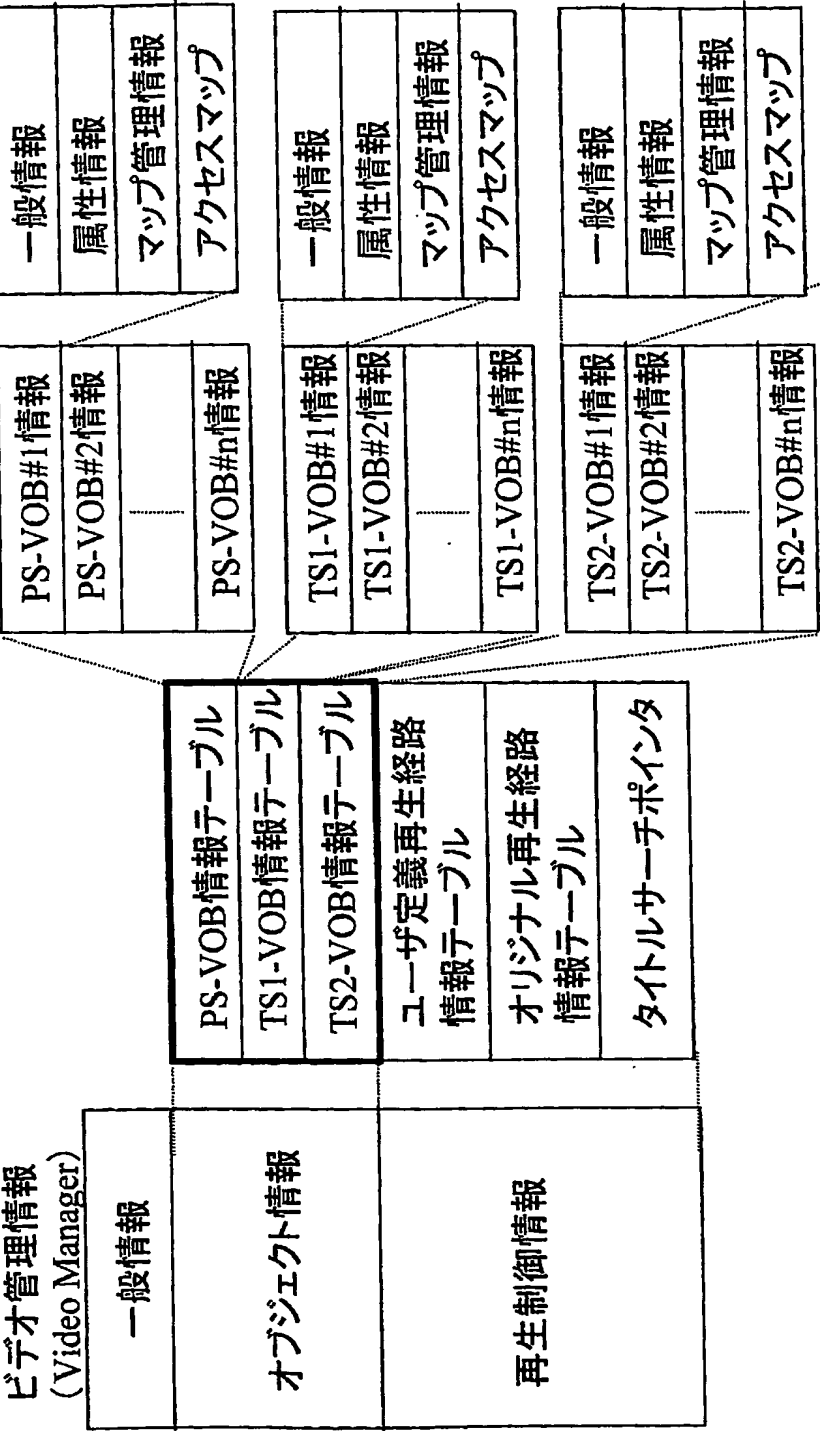 ビデオ管理情報
(Video Manager)
一般情報
オブジェクト情報
再生制御情報
PS-VOB情報テーブル
TS1-VOB情報テーブル
TS2-VOB情報テーブル
ユーザ定義再生経路
情報テーブル
オリジナル再生経路
情報テーブル
タイトルサーチポインタ
PS-VOB#1情報
PS-VOB#2情報
PS-VOB#n情報
TS1-VOB#1情報
TS1-VOB#2情報
TS1-VOB#n情報
TS2-VOB#1情報
TS2-VOB#2情報
TS2-VOB#n情報
一般情報
属性情報
マップ管理情報
アクセスマップ
一般情報
属性情報
マップ管理情報
アクセスマップ
一般情報
属性情報
マップ管理情報
アクセスマップ